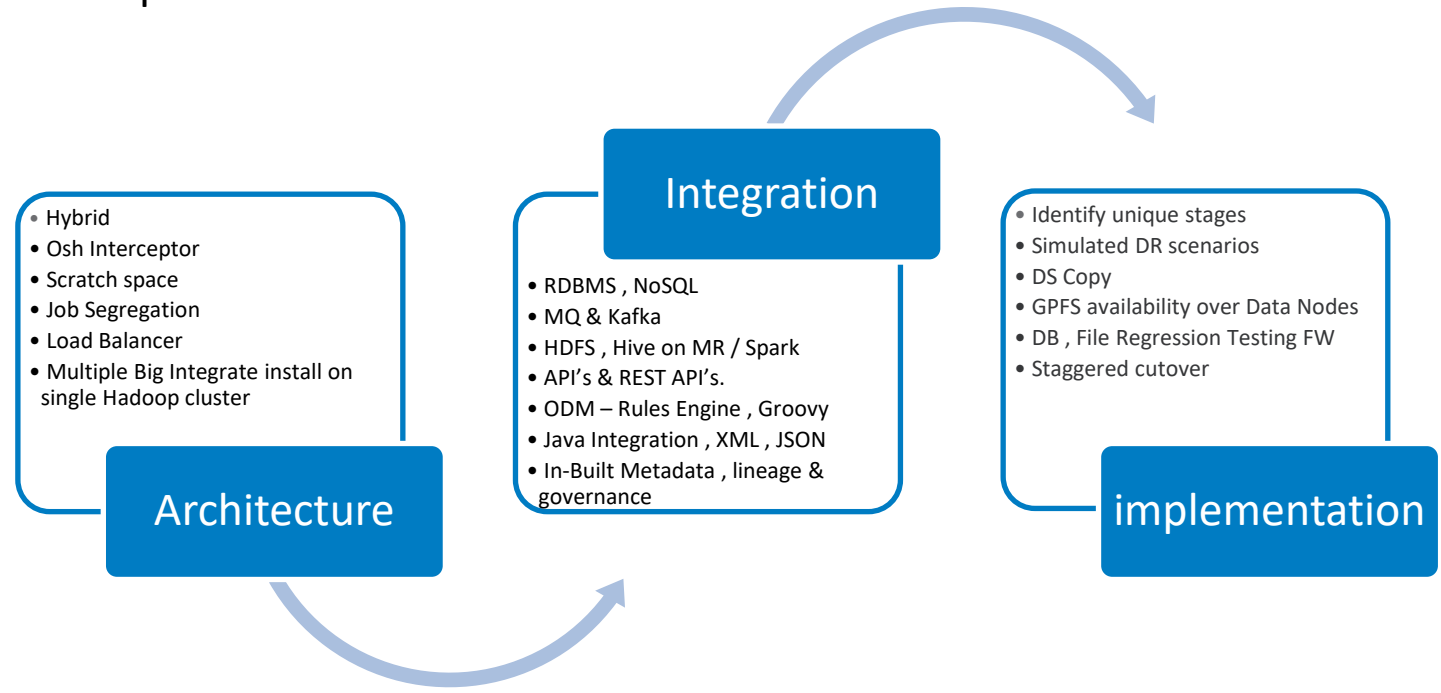 • Hybrid
• Osh Interceptor
• Scratch space
• Job Segregation
• Load Balancer
• Multiple Big Integrate install on
single Hadoop cluster
Architecture
Integration
• RDBMS , NoSQL
• MQ & Kafka
• HDFS , Hive on MR / Spark
• API’s & REST API’s.
• ODM – Rules Engine , Groovy
• Java Integration , XML , JSON
• In-Built Metadata , lineage &
governance
• Identify unique stages
• Simulated DR scenarios
• DS Copy
• GPFS availability over Data Nodes
• DB , File Regression Testing FW
• Staggered cutover
implementation